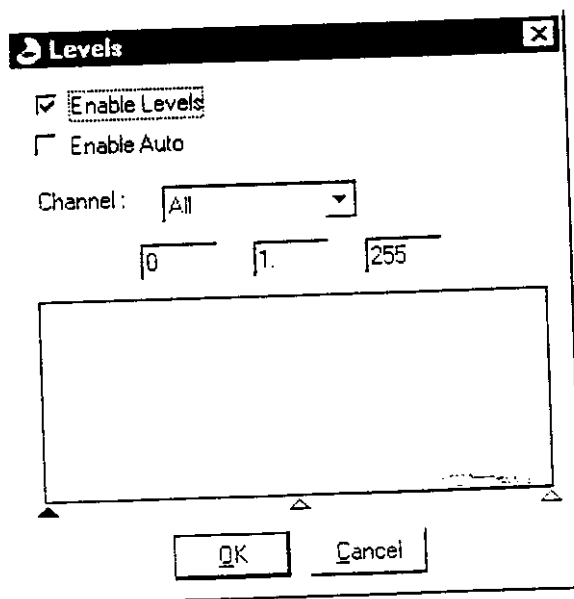 Levels
Enable Levels
Enable Auto
Channel: All
0 1. 255
OK Cancel